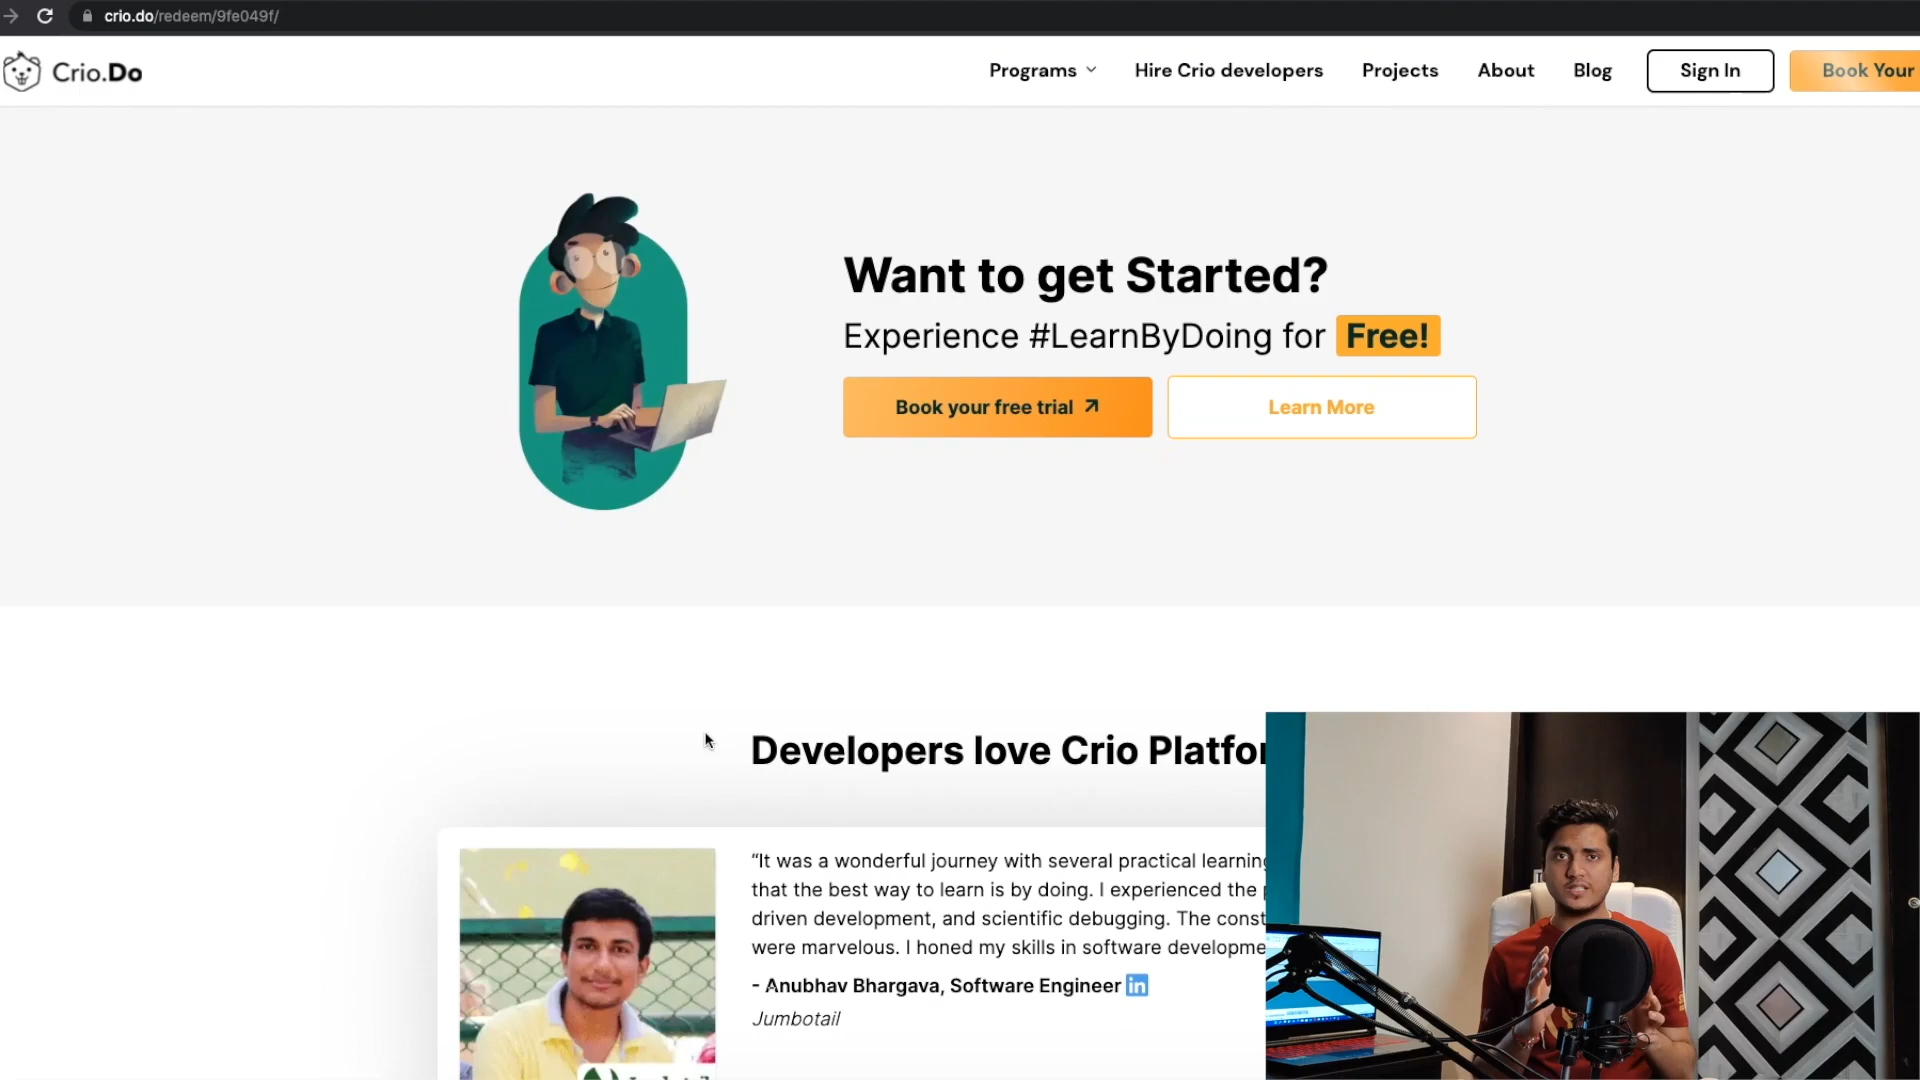 crio.do/redeem/9fe049f/
Crio.Do
Programs
Hire Crio developers
Projects
About
Blog
Sign In
Book Your
Want to get Started?
Experience #LearnByDoing for Free!
Book your free trial
Learn More
Developers love Crio
"It was a wonderful journey with several practical learning
that the best way to learn is by doing. I experienced the
driven development, and scientific debugging. The const
were marvelous. I honed my skills in software developme
- Anubhav Bhargava, Software Engineer in
Jumbotail